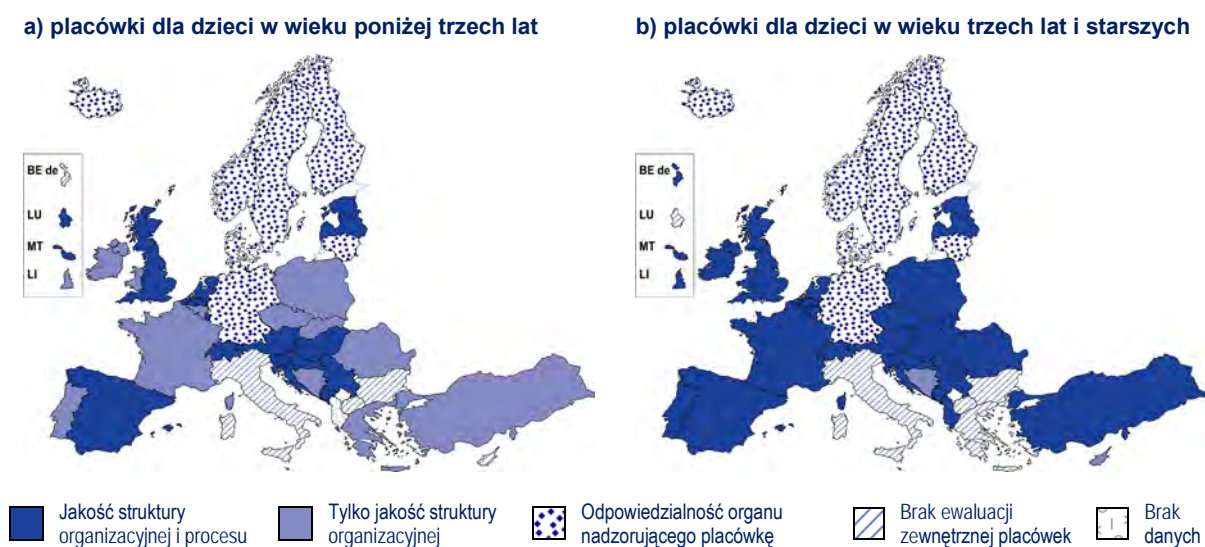 a) placówki dla dzieci w wieku poniżej trzech lat
b) placówki dla dzieci w wieku trzech lat i starszych
BE de
LU
MT
LI
BE de
LU
MT
LI
Jakość struktury
organizacyjnej i procesu
Tylko jakość struktury
organizacyjnej
Odpowiedzialność organu
nadzorującego placówkę
Brak ewaluacji
zewnętrznej placówek
Brak
danych